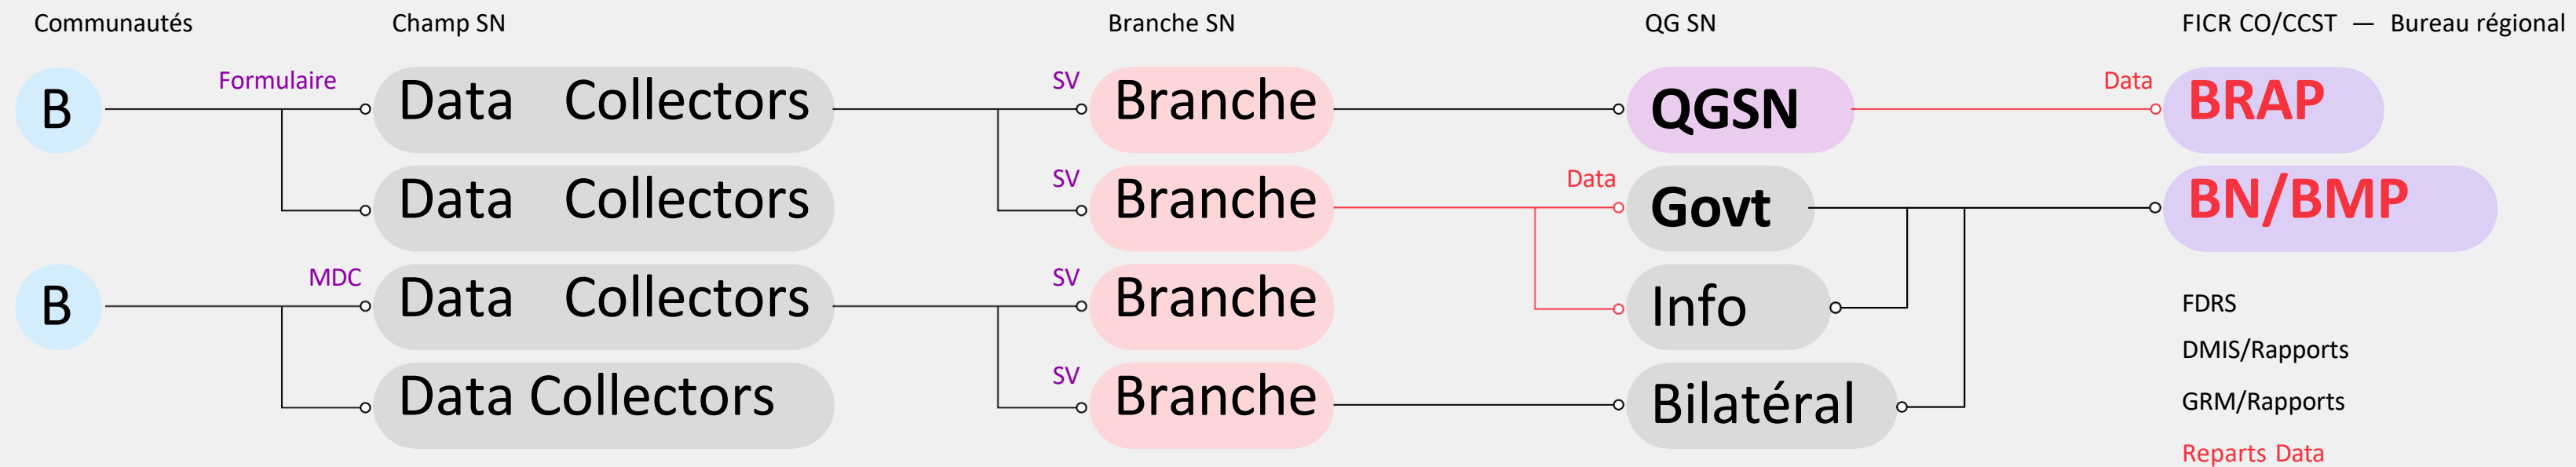 Communautés Champ SN Branche SN QG SN FICR CO/CCST — Bureau régional
B Formulaire Data Collectors SV Branche QGSN Data BRAP
Data Collectors SV Branche Data Govt BN/BMP
B MDC Data Collectors SV Branche Info FDRS
DMIS/Rapports
Data Collectors SV Branche Bilatéral GRM/Rapports
Reparts Data